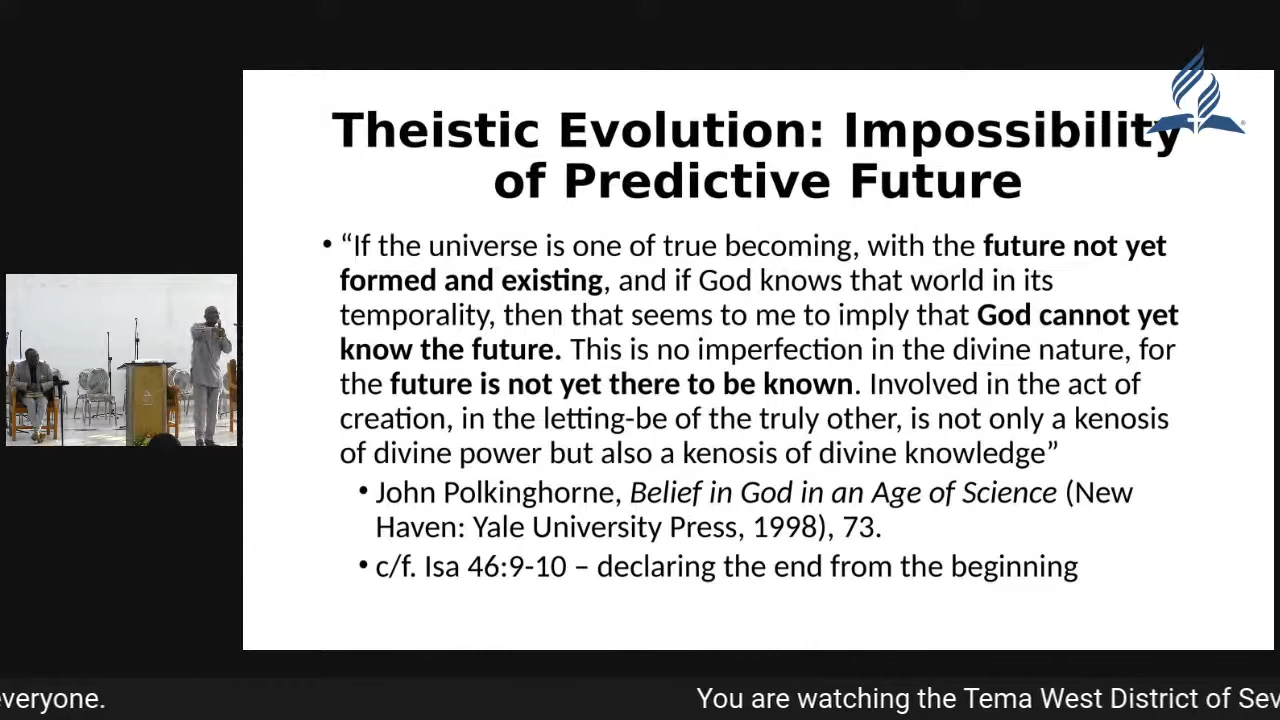 Theistic Evolution: Impossibility
of Predictive Future
• “If the universe is one of true becoming, with the future not yet
formed and existing, and if God knows that world in its
temporality, then that seems to me to imply that God cannot yet
know the future. This is no imperfection in the divine nature, for
the future is not yet there to be known. Involved in the act of
creation, in the letting-be of the truly other, is not only a kenosis
of divine power but also a kenosis of divine knowledge”
• John Polkinghorne, Belief in God in an Age of Science (New
Haven: Yale University Press, 1998), 73.
• c/f. Isa 46:9-10 – declaring the end from the beginning
everyone.
You are watching the Tema West District of Sev